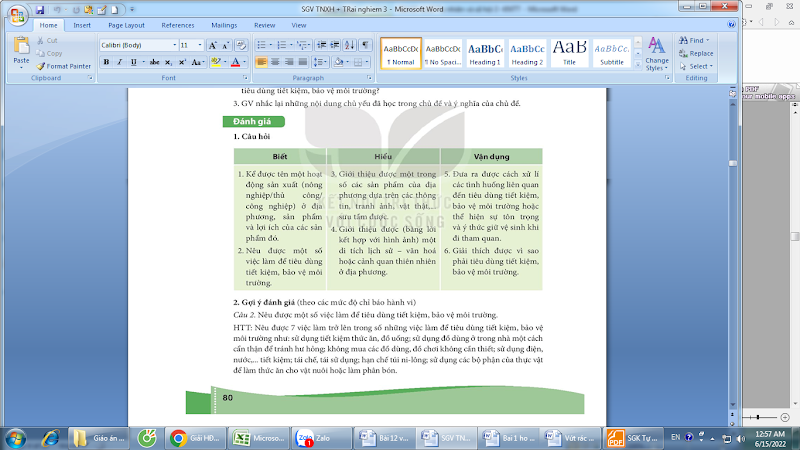 SGV TNXH + TRai nghiem 3 - Microsoft Word
Home Insert Page Layout References Mailings Review View
Cut
Copy
Format Painter
Paste
Clipboard
Calibri (Body) 11
Font
Paragraph
AaBbCcDc AaBbCcDc AaBbCc AaBbCc AaB AaBbCc.
¶ Normal ¶ No Spaci... Heading 1 Heading 2 Title Subtitle
Change Styles
Styles
Find
Replace
Select
Editing
tiêu dùng tiết kiệm, bảo vệ môi trường?
3. GV nhắc lại những nội dung chủ yếu đã học trong chủ đề và ý nghĩa của chủ đề.
Đánh giá
1. Câu hỏi
Biết Hiểu Vận dụng
1. Kể được tên một hoạt
động sản xuất (nông
nghiệp/thủ công/
công nghiệp) ở địa
phương, sản phẩm
và lợi ích của các sản
phẩm đó.
2. Nêu được một số
việc làm để tiêu dùng
tiết kiệm, bảo vệ môi
trường.
3. Giới thiệu được một trong
số các sản phẩm của địa
phương dựa trên các thông
tin, tranh ảnh, vật thật,...
sưu tầm được.
4. Giới thiệu được (bằng lời
kết hợp với hình ảnh) một
di tích lịch sử – văn hoá
hoặc cảnh quan thiên nhiên
ở địa phương.
5. Đưa ra được cách xử lí
các tình huống liên quan
đến tiêu dùng tiết kiệm,
bảo vệ môi trường hoặc
thể hiện sự tôn trọng
và ý thức giữ vệ sinh khi
đi tham quan.
6. Giải thích được vì sao
phải tiêu dùng tiết kiệm,
bảo vệ môi trường.
2. Gợi ý đánh giá (theo các mức độ chỉ báo hành vi)
Câu 2. Nêu được một số việc làm để tiêu dùng tiết kiệm, bảo vệ môi trường.
HTT: Nêu được 7 việc làm trở lên trong số những việc làm để tiêu dùng tiết kiệm, bảo vệ
môi trường như: sử dụng tiết kiệm thức ăn, đồ uống; sử dụng đồ dùng ở trong nhà một cách
cẩn thận để tránh hư hỏng; không mua các đồ dùng, đồ chơi không cần thiết; sử dụng điện,
nước,... tiết kiệm; tái chế, tái sử dụng; hạn chế túi ni-lông; sử dụng các bộ phận của thực vật
để làm thức ăn cho vật nuôi hoặc làm phân bón.
80
Giáo án ... Giải HĐ... Microso... Zalo Bài 12 v... SGV TN... Bai 1 ho ... Vứt rác ... SGK Tự ...
EN
12:57 AM
6/15/2022